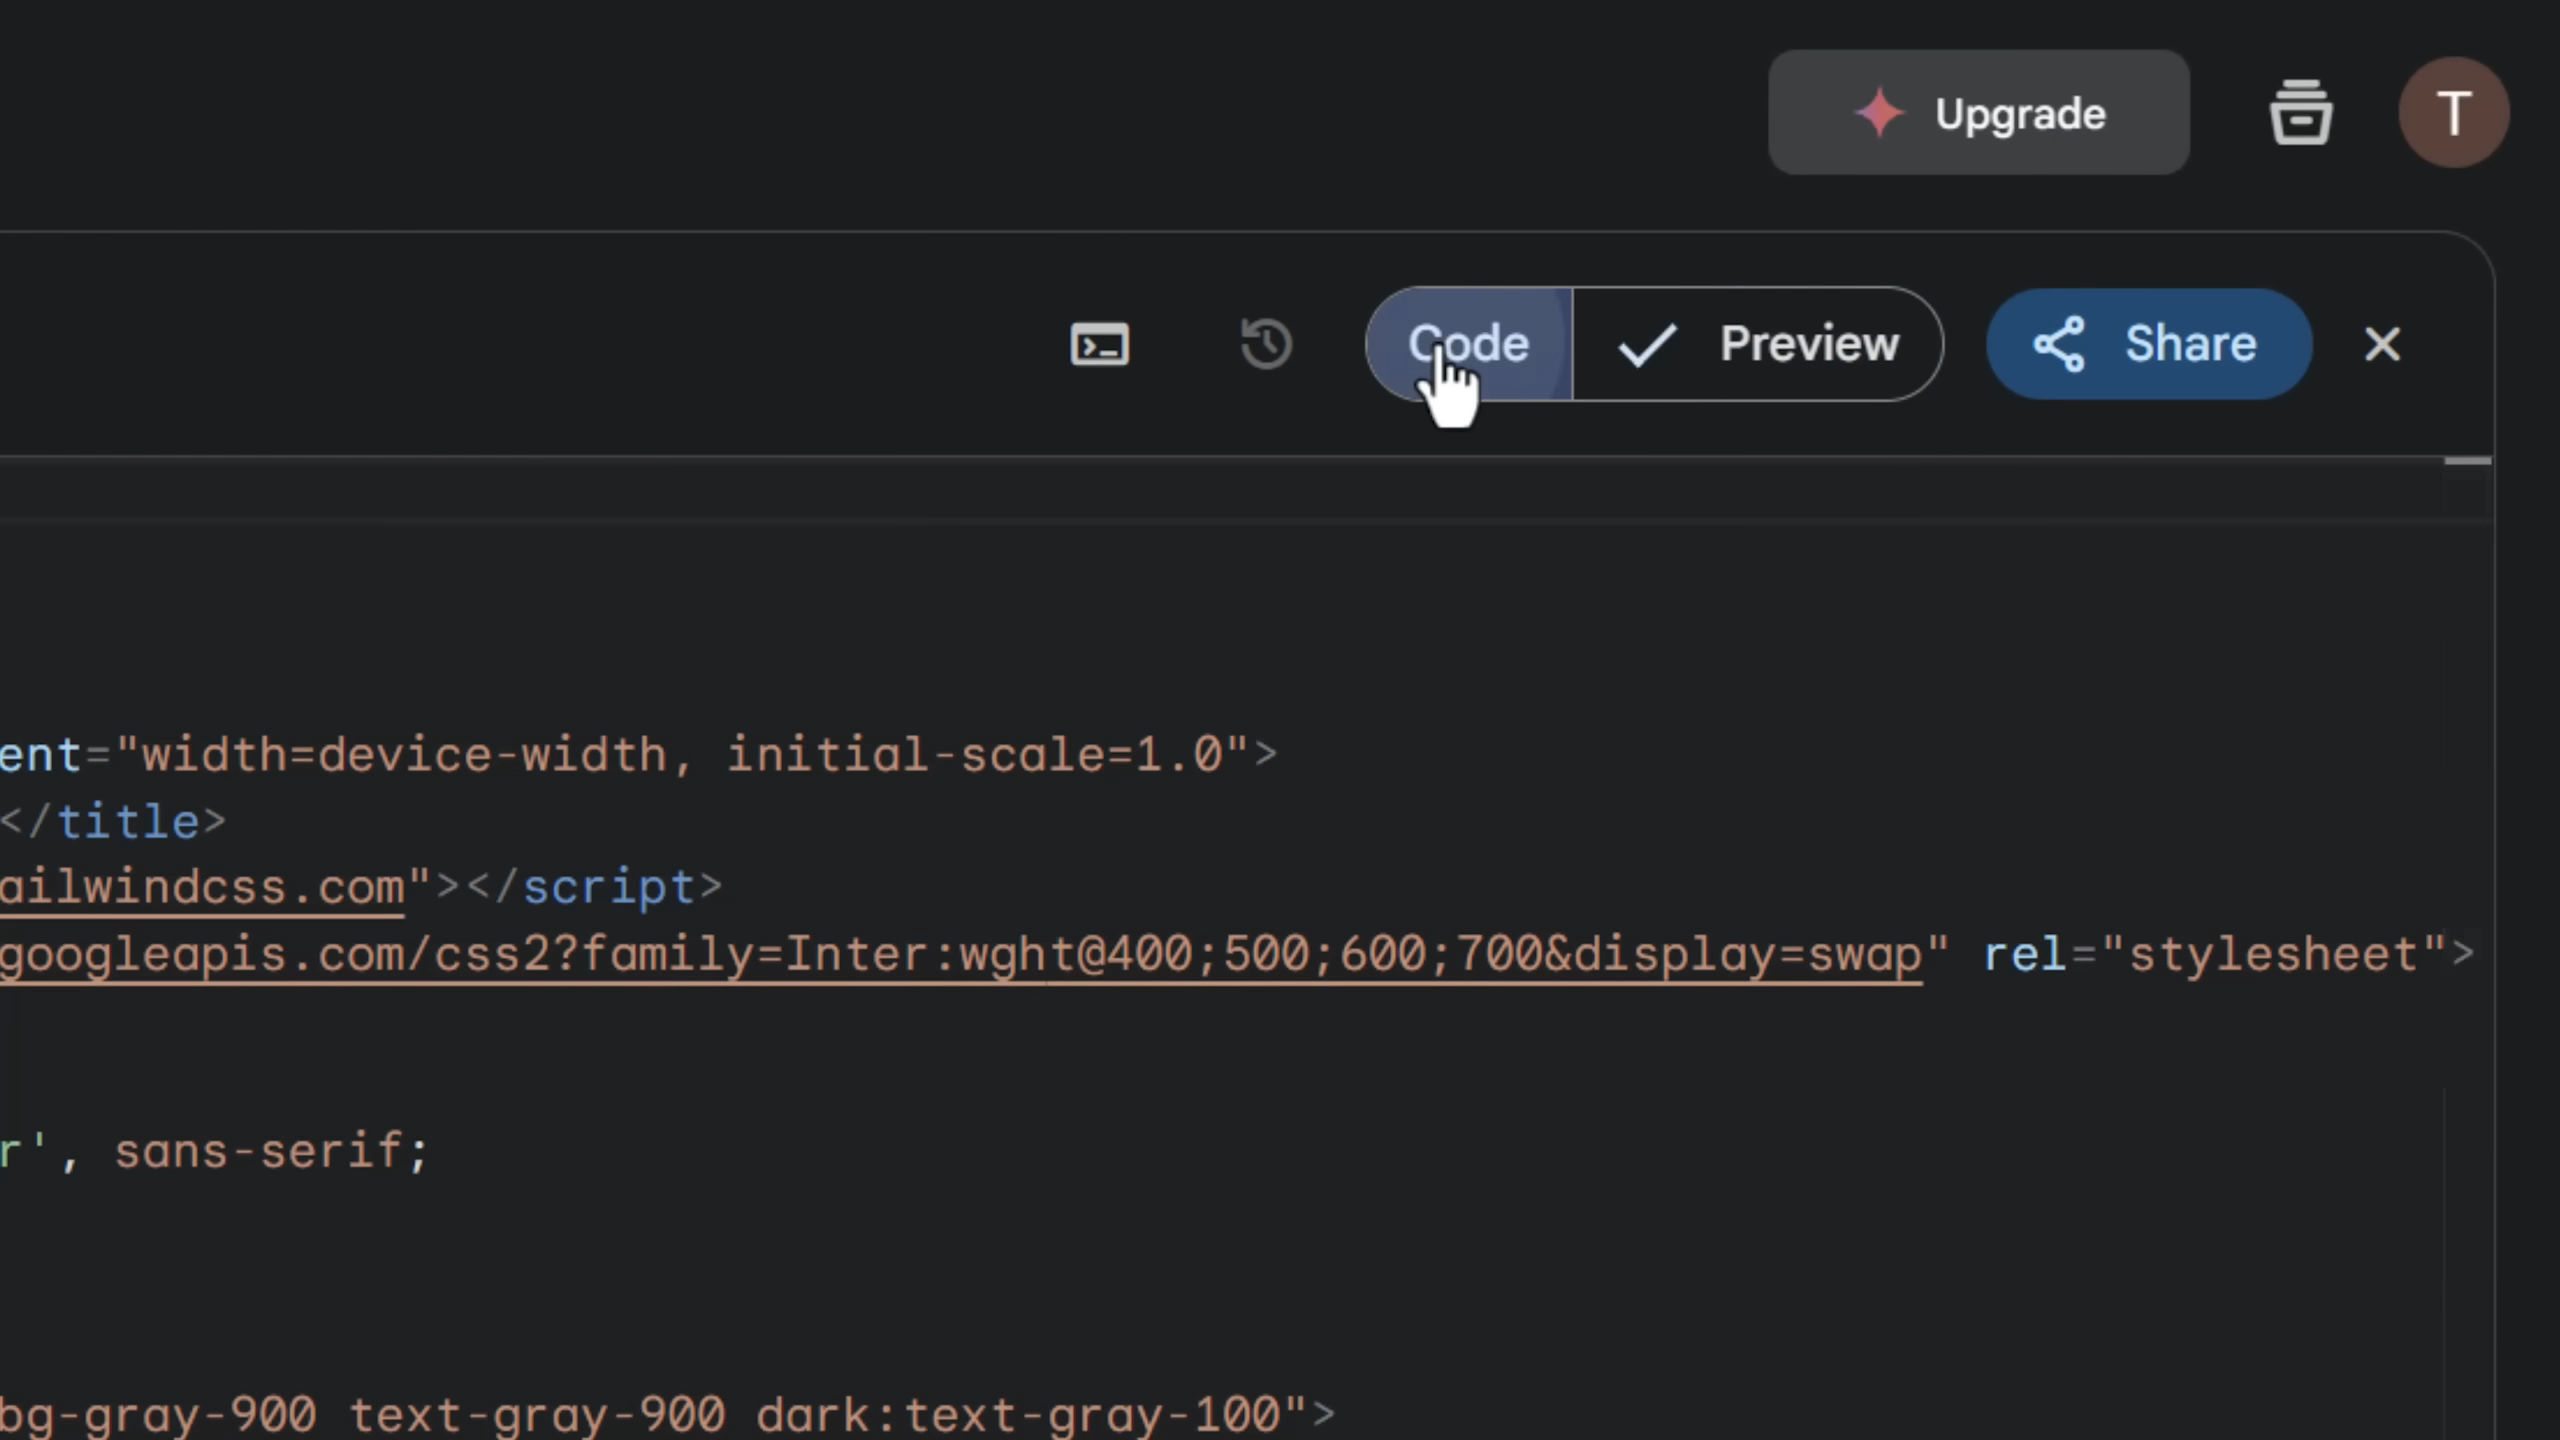 Upgrade
T
Code
Preview
Share
ent="width=device-width, initial-scale=1.0">
</title>
ailwindcss.com"></script>
googleapis.com/css2?family=Inter:wght@400;500;600;700&display=swap" rel="stylesheet">
r', sans-serif;
bg-gray-900 text-gray-900 dark:text-gray-100">